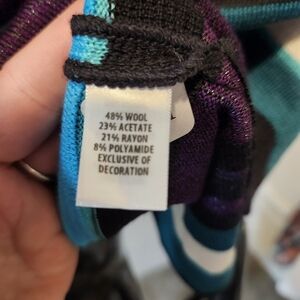 48% WOOL
23% ACETATE
21% RAYON
8% POLYAMIDE
EXCLUSIVE OF
DECORATION